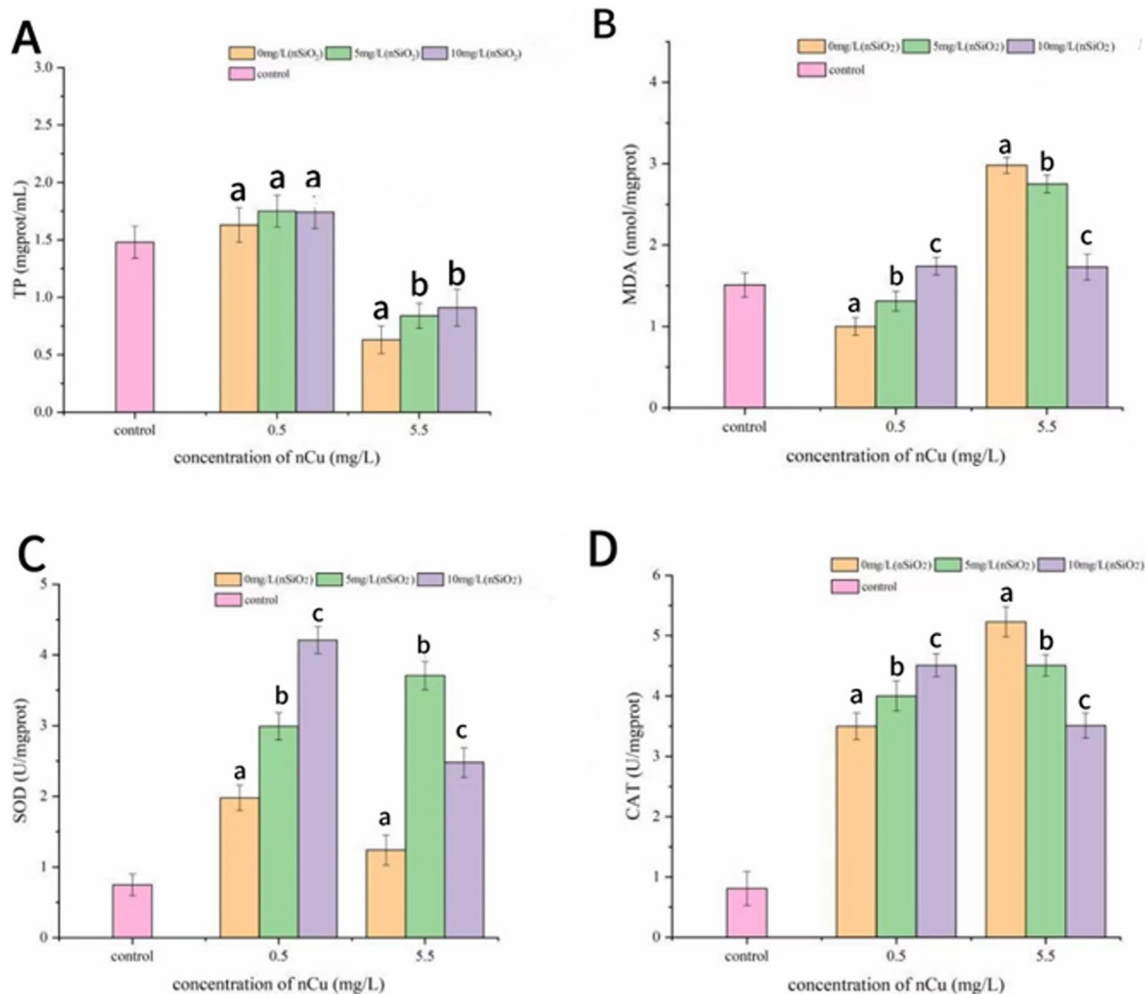 A
0mg/L(nSiO₂) 5mg/L(nSiO₂) 10mg/L(nSiO₂)
control
3.0
2.5
2.0
1.5
1.0
0.5
0.0
TP (mgprot/mL)
a a a
a b b
control 0.5 5.5
concentration of nCu (mg/L)
B
0mg/L(nSiO₂) 5mg/L(nSiO₂) 10mg/L(nSiO₂)
control
4
3
2
1
0
MDA (nmol/mgprot)
a b c
a b c
control 0.5 5.5
concentration of nCu (mg/L)
C
0mg/L(nSiO₂) 5mg/L(nSiO₂) 10mg/L(nSiO₂)
control
5
4
3
2
1
0
SOD (U/mgprot)
a b c
a b c
control 0.5 5.5
concentration of nCu (mg/L)
D
0mg/L(nSiO₂) 5mg/L(nSiO₂) 10mg/L(nSiO₂)
control
6
5
4
3
2
1
0
CAT (U/mgprot)
a b c
a b c
control 0.5 5.5
concentration of nCu (mg/L)